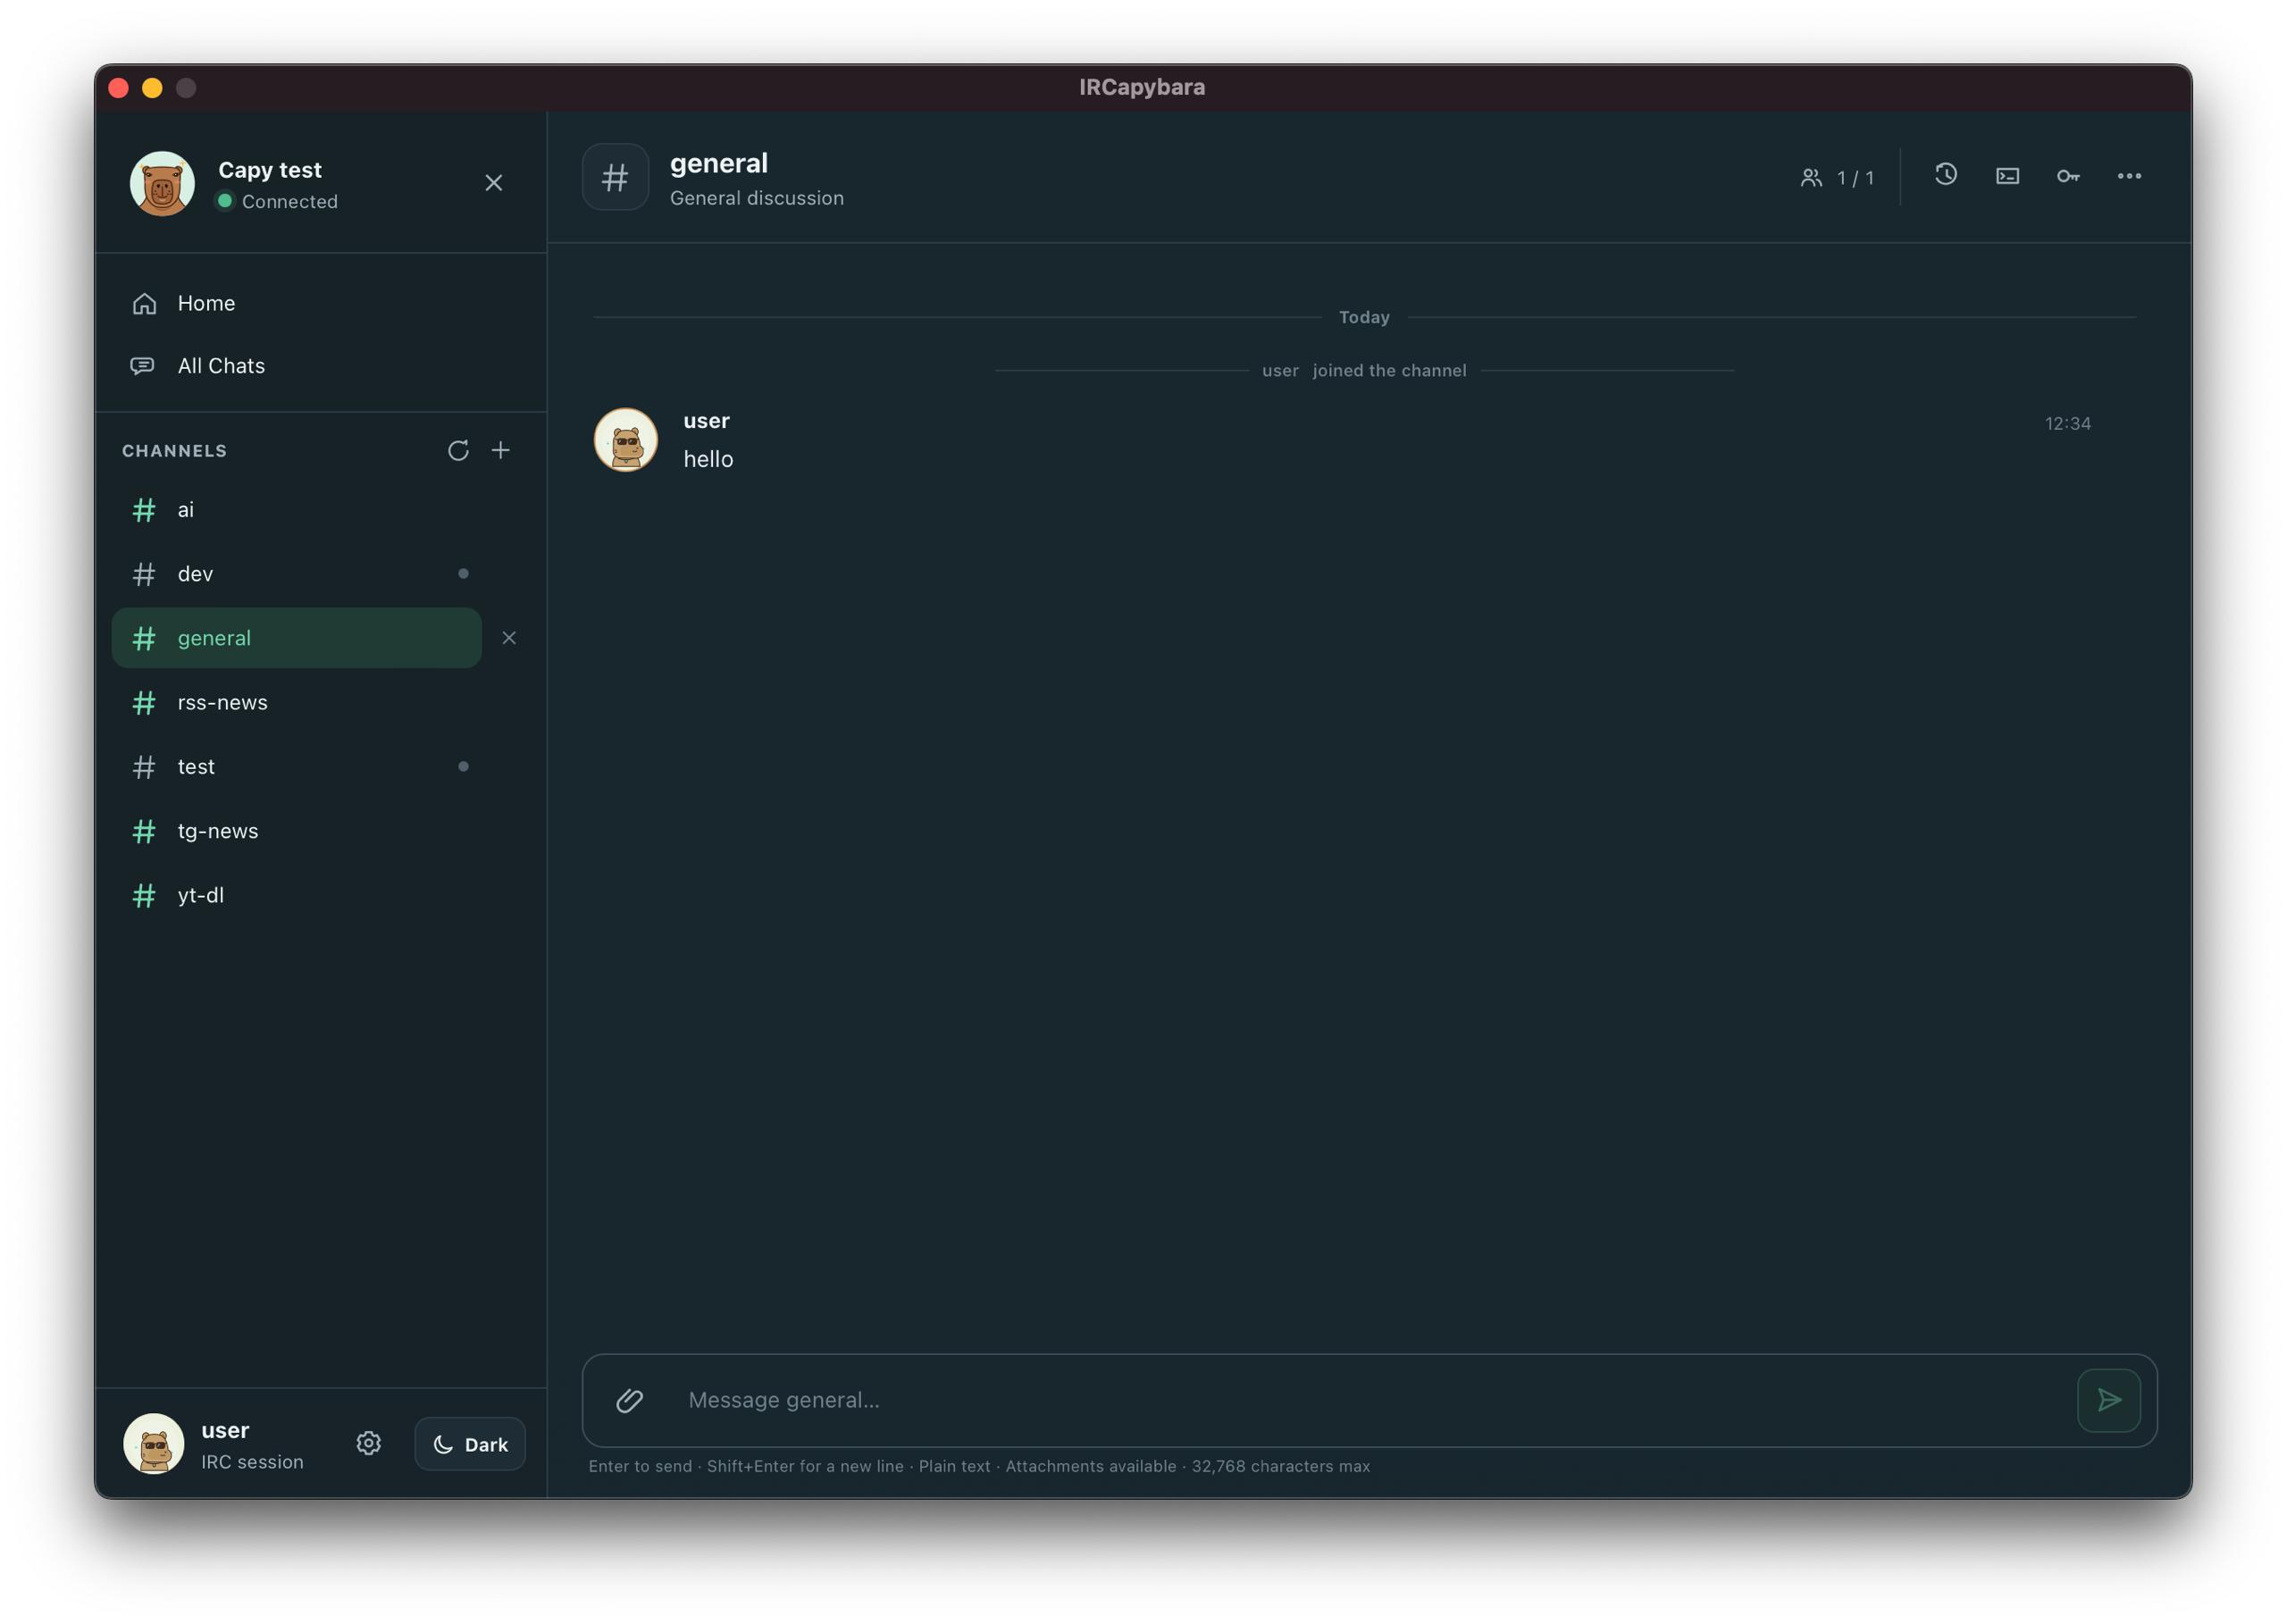 IRCapybara
Capy test
Connected
Home
All Chats
CHANNELS
ai
dev
general
rss-news
test
tg-news
yt-dl
user
IRC session
Dark
general
General discussion
1 / 1
Today
user joined the channel
user
12:34
hello
Message general...
Enter to send · Shift+Enter for a new line · Plain text · Attachments available · 32,768 characters max